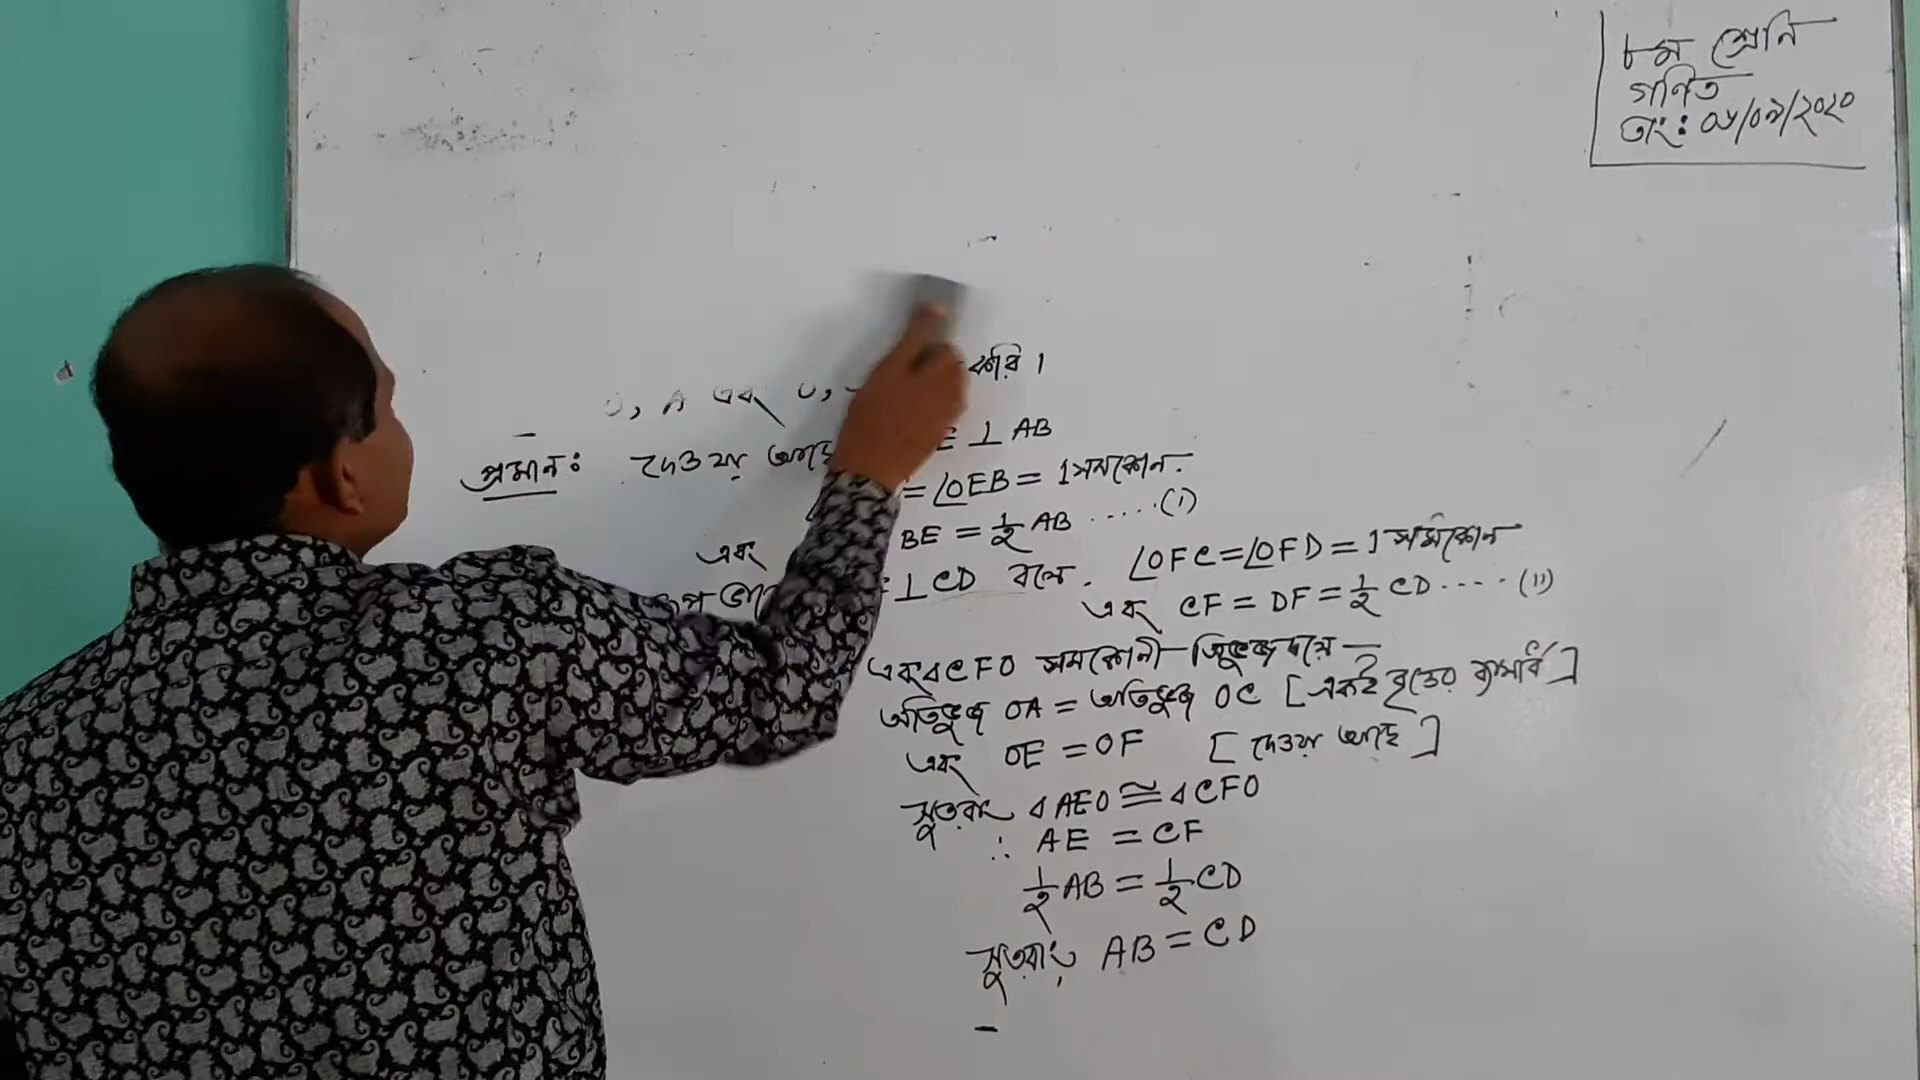 ৮ম শ্রেনি
গণিত
তাং: ০৮/০৯/২০২০
করি ।
O, A এবং O,
প্রমান: দেওয়া আছে E ⊥ AB
= ∠OEB = 1সমকোন.
এবং BE = ½ AB .....(i)
⊥ CD বলে. ∠OFC = ∠OFD = 1 সমকোন
এবং CF = DF = ½ CD .... (ii)
এবং ⊿CFO সমকোনী ত্রিভুজদ্বয়ে —
অতিভুজ OA = অতিভুজ OC [ একই বৃত্তের ব্যাসার্ধ ]
এবং OE = OF [ দেওয়া আছে ]
সুতরাং ⊿AEO ≅ ⊿CFO
∴ AE = CF
½ AB = ½ CD
সুতরাং, AB = CD